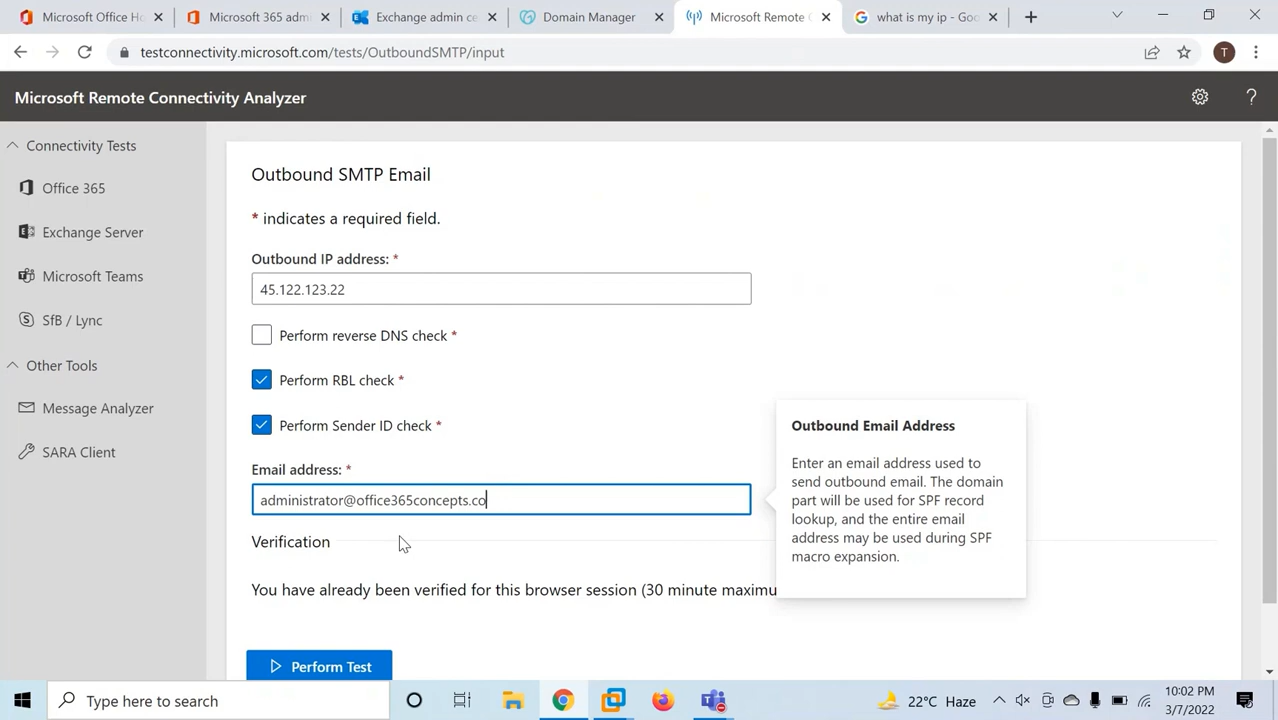 Microsoft Office Ho
Microsoft 365 adm
Exchange admin ce
Domain Manager
Microsoft Remote C
what is my ip - Goo
testconnectivity.microsoft.com/tests/OutboundSMTP/input
T
Microsoft Remote Connectivity Analyzer
?
Connectivity Tests
Office 365
Exchange Server
Microsoft Teams
SfB / Lync
Other Tools
Message Analyzer
SARA Client
Outbound SMTP Email
* indicates a required field.
Outbound IP address: *
45.122.123.22
Perform reverse DNS check *
Perform RBL check *
Perform Sender ID check *
Email address: *
administrator@office365concepts.co
Outbound Email Address
Enter an email address used to
send outbound email. The domain
part will be used for SPF record
lookup, and the entire email
address may be used during SPF
macro expansion.
Verification
You have already been verified for this browser session (30 minute maximu
Perform Test
Type here to search
22°C Haze
10:02 PM
3/7/2022